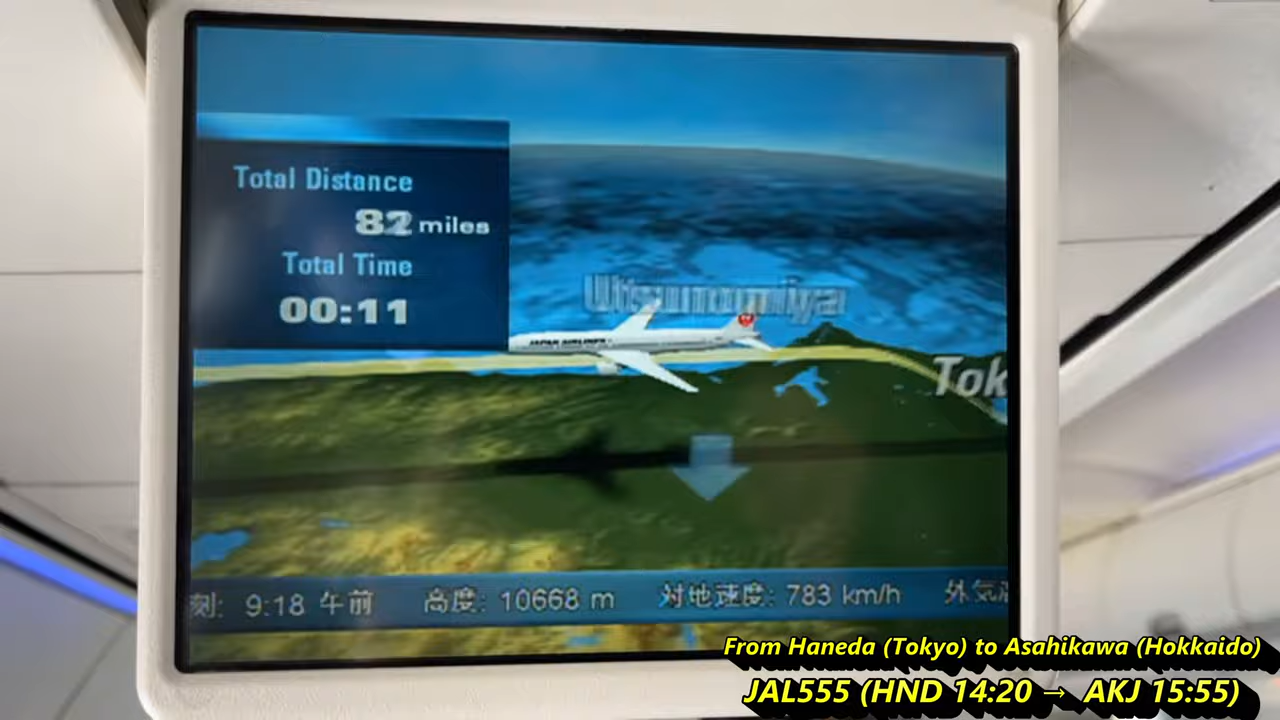 Total Distance
82 miles
Total Time
00:11
Utsunomiya
JAPAN AIRLINES
Tok
刻: 9:18 午前 高度: 10668 m 対地速度: 783 km/h 外気
From Haneda (Tokyo) to Asahikawa (Hokkaido)
JAL555 (HND 14:20 → AKJ 15:55)